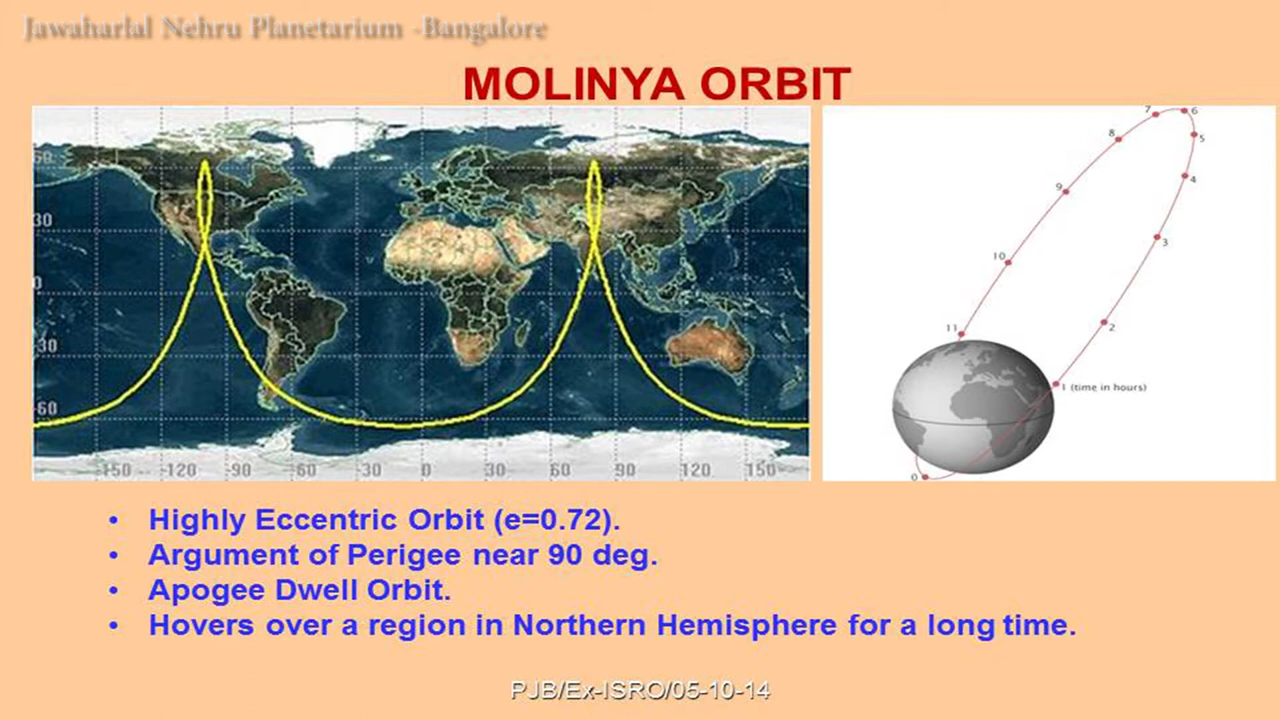 Jawaharlal Nehru Planetarium -Bangalore
MOLINYA ORBIT
60
30
0
30
-60
-150 -120 -90 -60 -30 0 30 60 90 120 150
7 6
8 5
4
9
3
10
11 2
1 (time in hours)
0
• Highly Eccentric Orbit (e=0.72).
• Argument of Perigee near 90 deg.
• Apogee Dwell Orbit.
• Hovers over a region in Northern Hemisphere for a long time.
PJB/Ex-ISRO/05-10-14